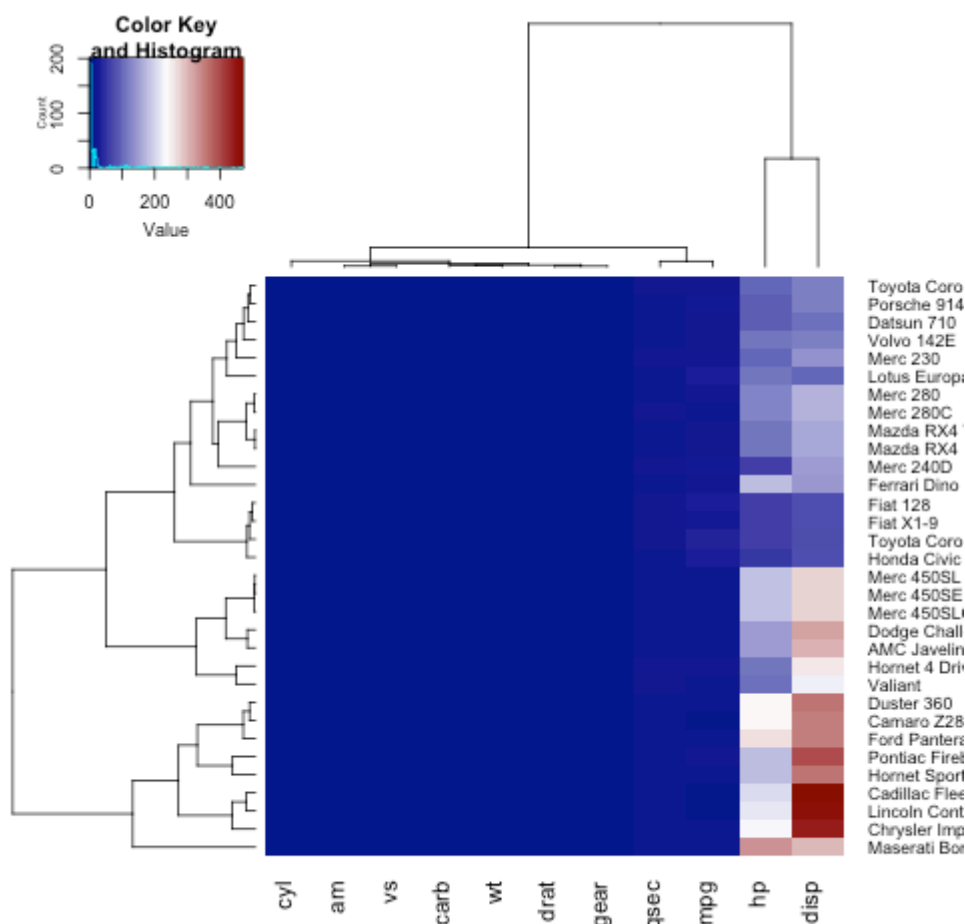 Color Key
and Histogram
Count
0
100
200
0
200
400
Value
Toyota Coro
Porsche 914
Datsun 710
Volvo 142E
Merc 230
Lotus Europa
Merc 280
Merc 280C
Mazda RX4
Mazda RX4
Merc 240D
Ferrari Dino
Fiat 128
Fiat X1-9
Toyota Coro
Honda Civic
Merc 450SL
Merc 450SE
Merc 450SL
Dodge Chall
AMC Javelin
Hornet 4 Driv
Valiant
Duster 360
Camaro Z28
Ford Pantera
Pontiac Fireb
Hornet Sport
Cadillac Flee
Lincoln Cont
Chrysler Imp
Maserati Bor
cyl
am
vs
carb
wt
drat
gear
qsec
mpg
hp
disp